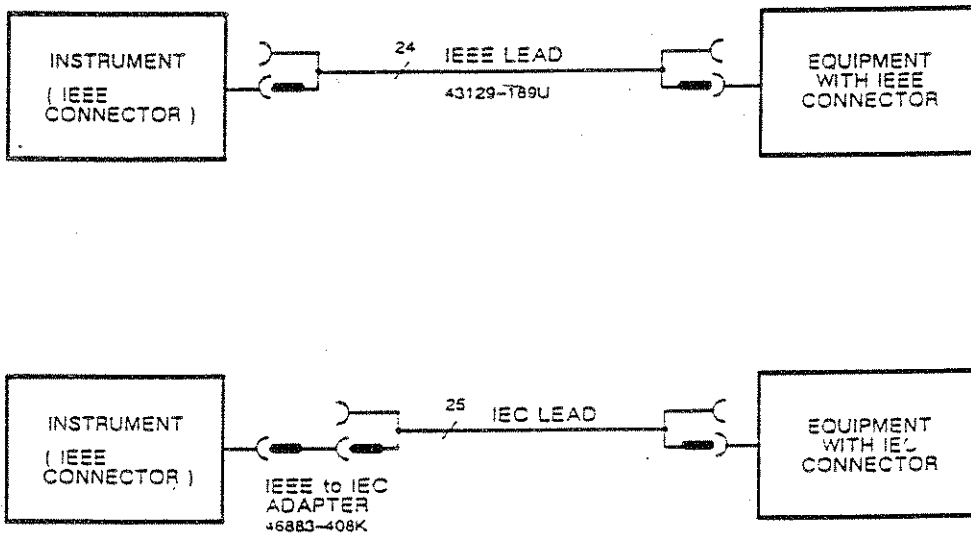 INSTRUMENT
( IEEE
CONNECTOR )
24
IEEE LEAD
43129-189U
EQUIPMENT
WITH IEEE
CONNECTOR
INSTRUMENT
( IEEE
CONNECTOR )
IEEE to IEC
ADAPTER
46883-408K
25
IEC LEAD
EQUIPMENT
WITH IEC
CONNECTOR